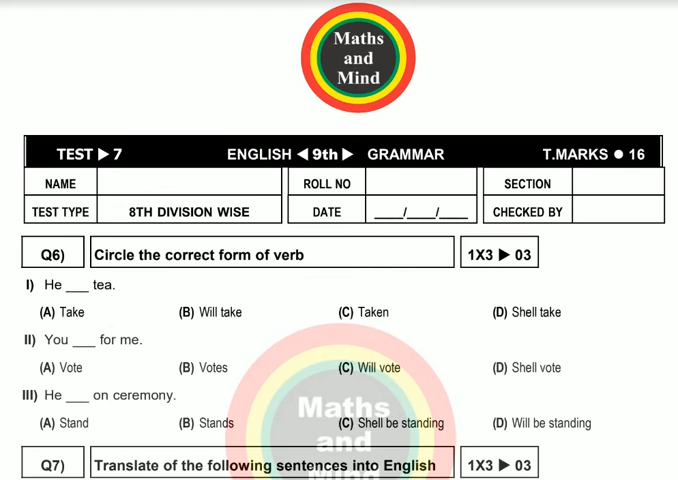 Maths
and
Mind
TEST ▶ 7 ENGLISH ◀ 9th ▶ GRAMMAR T.MARKS ● 16
NAME ROLL NO SECTION
TEST TYPE 8TH DIVISION WISE DATE ____/____/____ CHECKED BY
Q6) Circle the correct form of verb 1X3 ▶ 03
I) He ___ tea.
(A) Take (B) Will take (C) Taken (D) Shell take
II) You ___ for me.
(A) Vote (B) Votes (C) Will vote (D) Shell vote
III) He ___ on ceremony.
(A) Stand (B) Stands (C) Shell be standing (D) Will be standing
Maths
and
Q7) Translate of the following sentences into English 1X3 ▶ 03